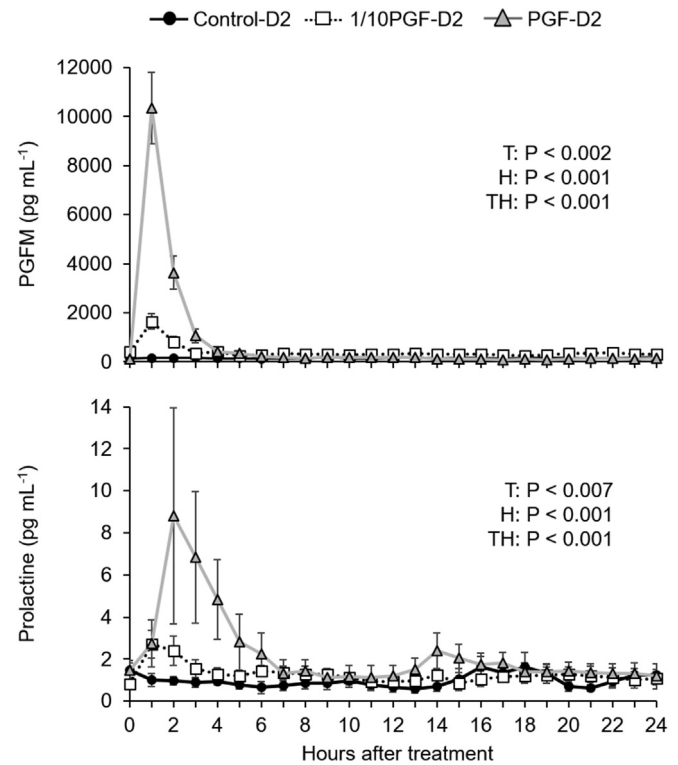 Control-D2 1/10PGF-D2 PGF-D2
12000
10000
8000
6000
4000
2000
0
PGFM (pg mL⁻¹)
T: P < 0.002
H: P < 0.001
TH: P < 0.001
14
12
10
8
6
4
2
0
Prolactine (pg mL⁻¹)
T: P < 0.007
H: P < 0.001
TH: P < 0.001
0 2 4 6 8 10 12 14 16 18 20 22 24
Hours after treatment